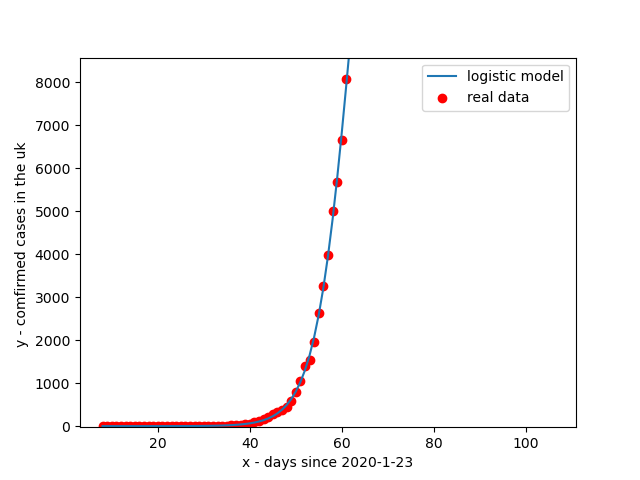 8000
7000
6000
5000
4000
3000
2000
1000
0
y - comfirmed cases in the uk
logistic model
real data
20 40 60 80 100
x - days since 2020-1-23